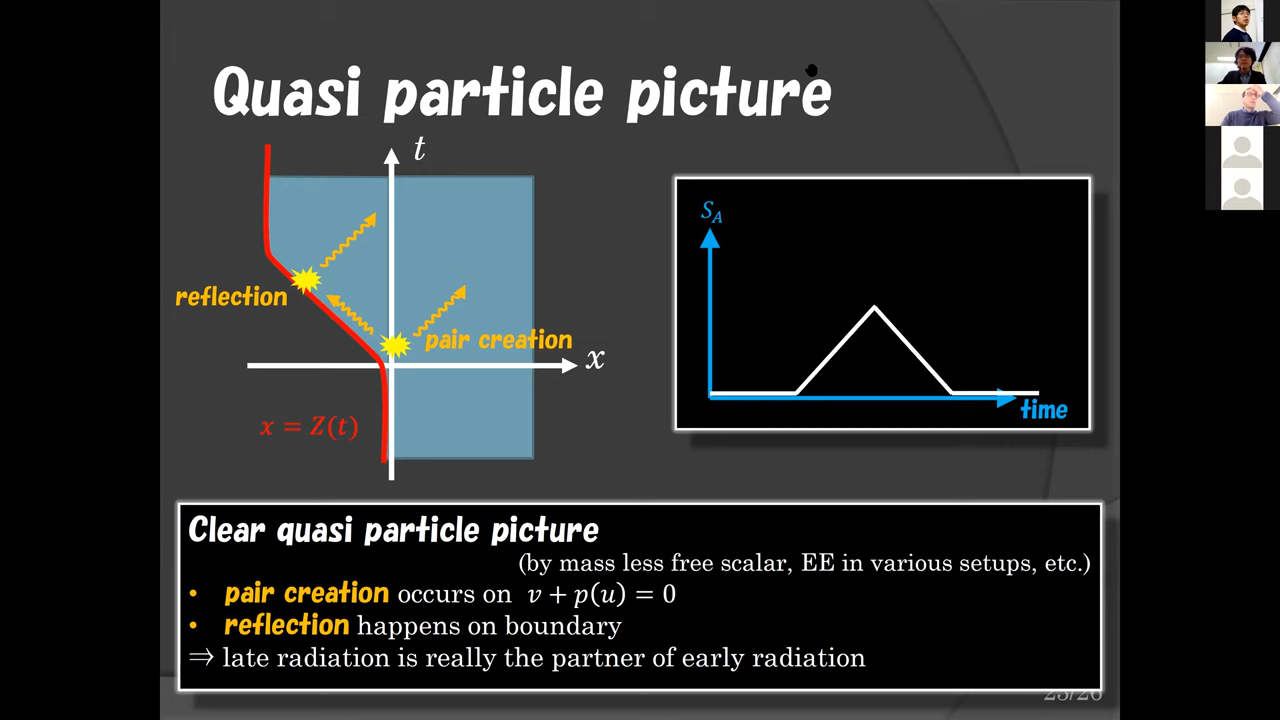 Quasi particle picture
t
S_A
reflection
pair creation
x
x = Z(t)
time
Clear quasi particle picture
(by mass less free scalar, EE in various setups, etc.)
• pair creation occurs on v + p(u) = 0
• reflection happens on boundary
⇒ late radiation is really the partner of early radiation